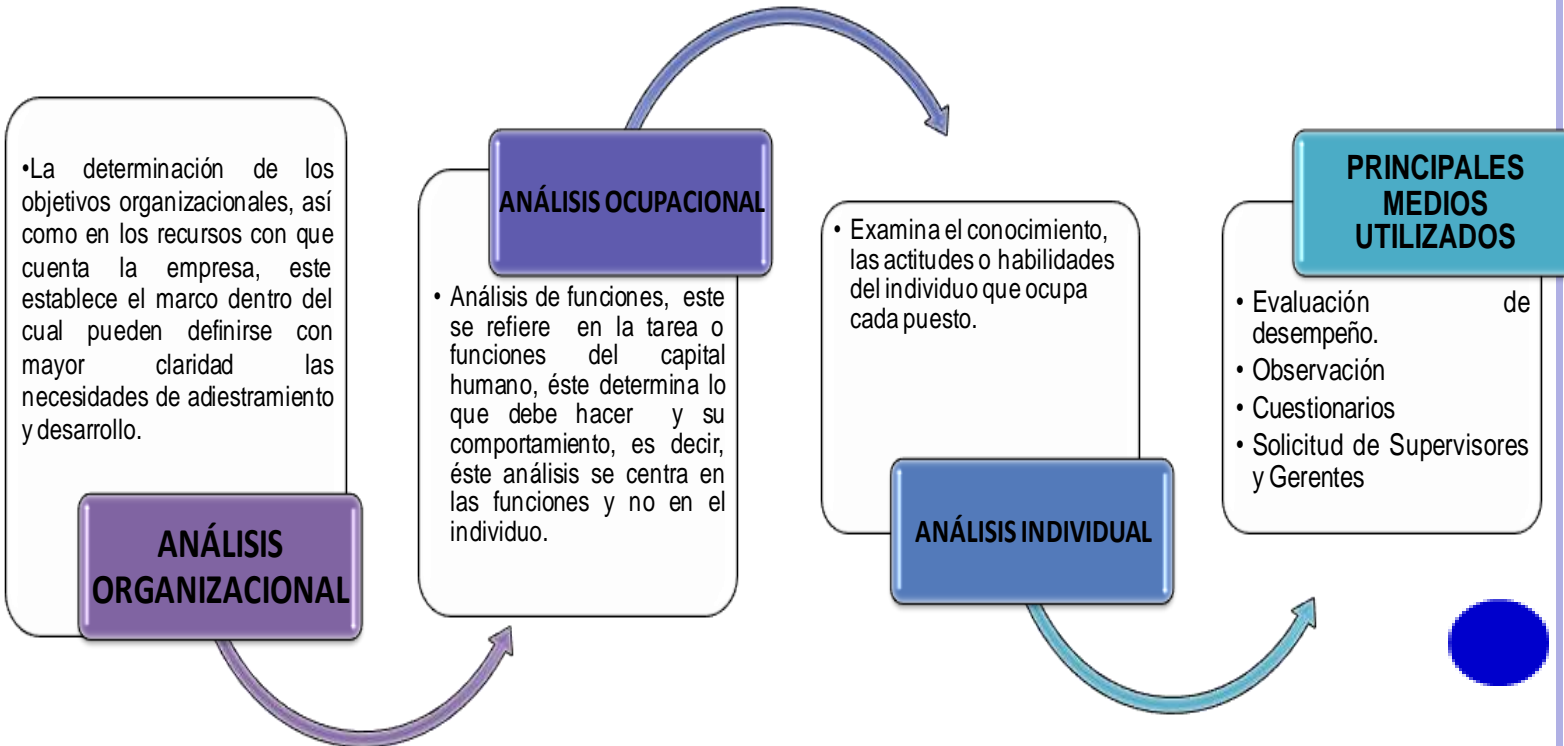 •La determinación de los
objetivos organizacionales, así
como en los recursos con que
cuenta la empresa, este
establece el marco dentro del
cual pueden definirse con
mayor claridad las
necesidades de adiestramiento
y desarrollo.
ANÁLISIS
ORGANIZACIONAL
ANÁLISIS OCUPACIONAL
• Análisis de funciones, este
se refiere en la tarea o
funciones del capital
humano, éste determina lo
que debe hacer y su
comportamiento, es decir,
éste análisis se centra en
las funciones y no en el
individuo.
• Examina el conocimiento,
las actitudes o habilidades
del individuo que ocupa
cada puesto.
ANÁLISIS INDIVIDUAL
PRINCIPALES
MEDIOS
UTILIZADOS
• Evaluación de
desempeño.
• Observación
• Cuestionarios
• Solicitud de Supervisores
y Gerentes